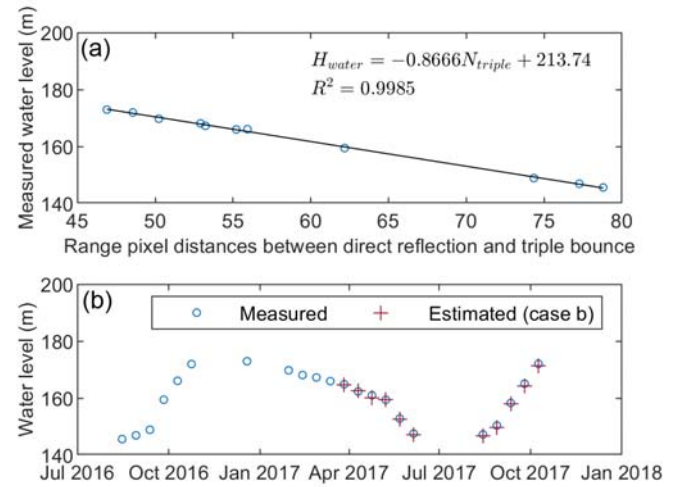 (a)
H_water = −0.8666N_triple + 213.74
R² = 0.9985
Measured water level (m)
200
180
160
140
45 50 55 60 65 70 75 80
Range pixel distances between direct reflection and triple bounce
(b)
Measured Estimated (case b)
Water level (m)
200
180
160
140
Jul 2016 Oct 2016 Jan 2017 Apr 2017 Jul 2017 Oct 2017 Jan 2018